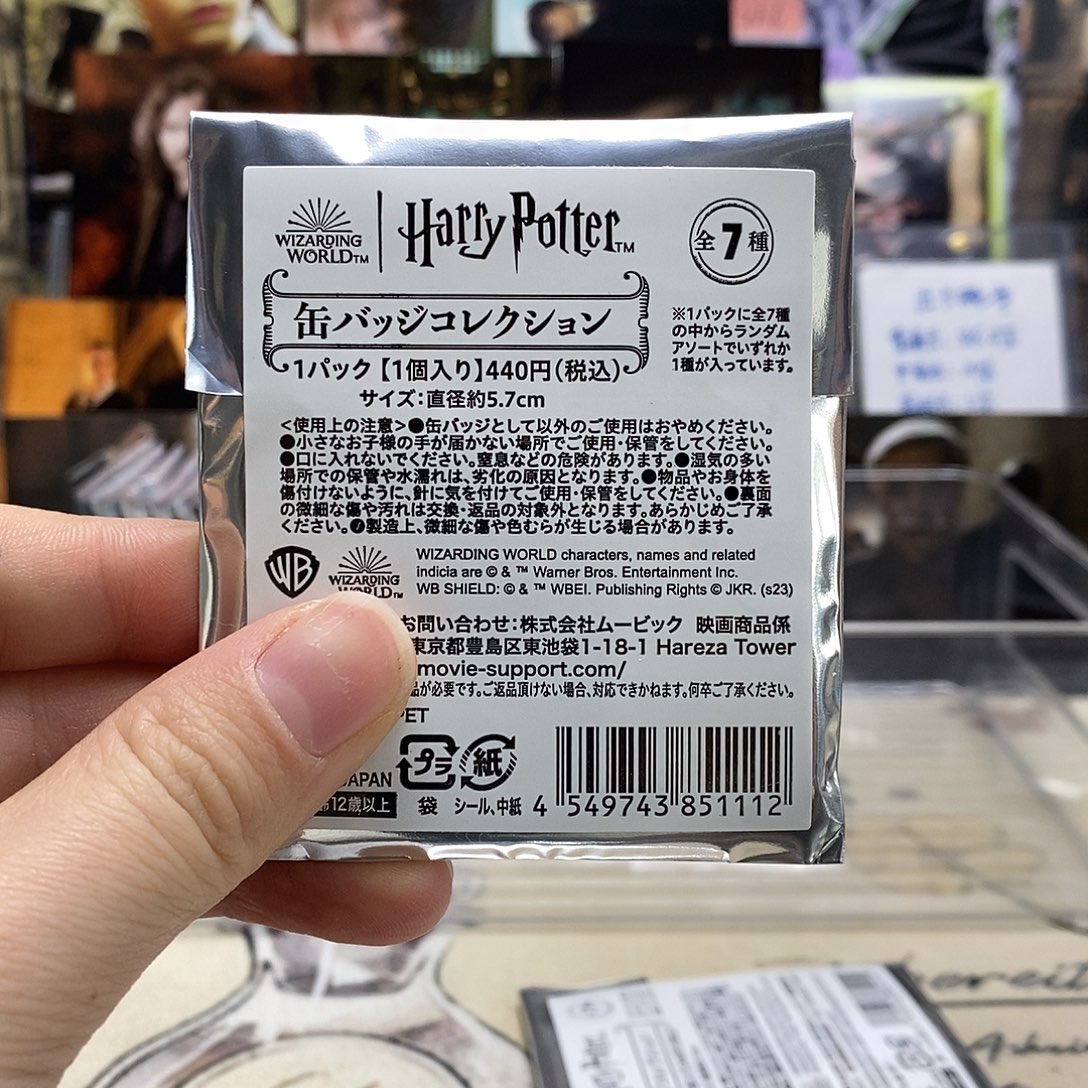 WIZARDING
WORLD™
Harry Potter™
全7種
缶バッジコレクション
1パック【1個入り】440円(税込)
サイズ:直径約5.7cm
※1パックに全7種
の中からランダム
アソートでいずれか
1種が入っています。
<使用上の注意>●缶バッジとして以外のご使用はおやめください。
●小さなお子様の手が届かない場所でご使用・保管をしてください。
●口に入れないでください。窒息などの危険があります。●湿気の多い
場所での保管や水濡れは、劣化の原因となります。●物品やお身体を
傷付けないように、針に気を付けてご使用・保管をしてください。●裏面
の微細な傷や汚れは交換・返品の対象外となります。あらかじめご了承
ください。●製造上、微細な傷や色むらが生じる場合があります。
WB
WIZARDING
WORLD™
WIZARDING WORLD characters, names and related
indicia are © & ™ Warner Bros. Entertainment Inc.
WB SHIELD: © & ™ WBEI. Publishing Rights © JKR. (s23)
お問い合わせ:株式会社ムービック 映画商品係
東京都豊島区東池袋1-18-1 Hareza Tower
movie-support.com/
品が必要です。ご返品頂けない場合、対応できかねます。何卒ご了承ください。
PET
JAPAN
齢12歳以上
プラ
袋
紙
シール、中紙
4 549743 851112